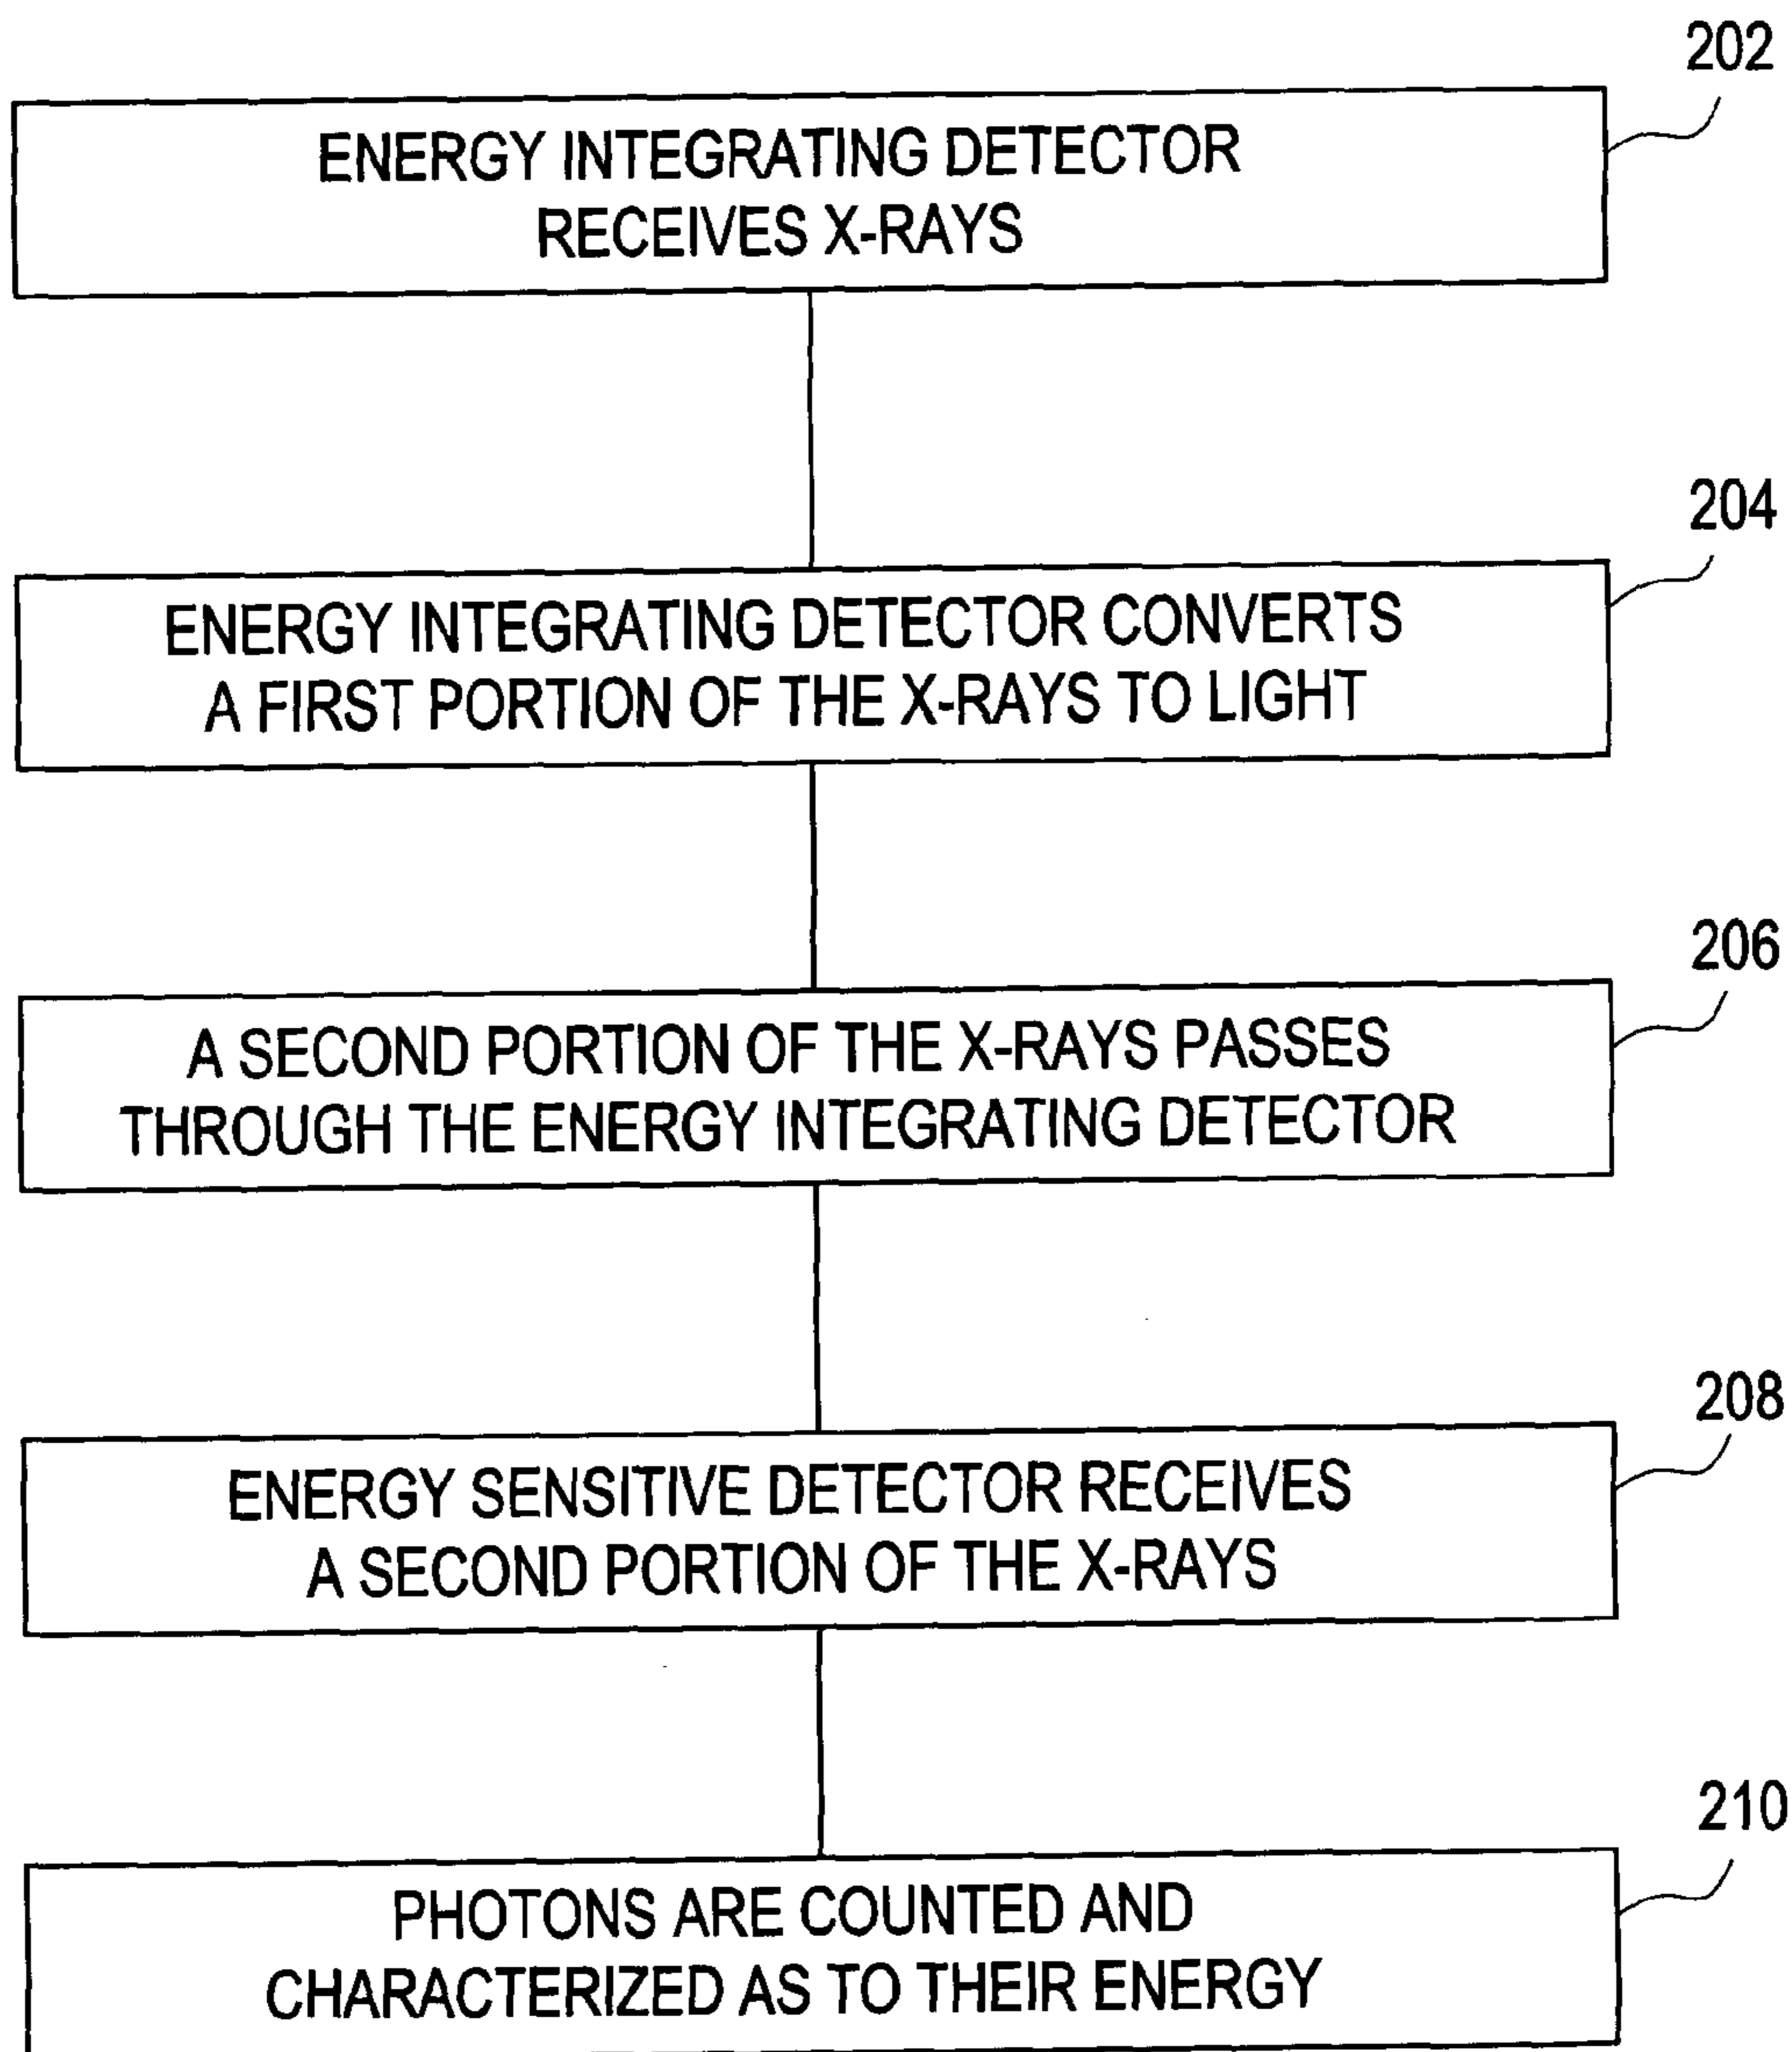 202
ENERGY INTEGRATING DETECTOR
RECEIVES X-RAYS
204
ENERGY INTEGRATING DETECTOR CONVERTS
A FIRST PORTION OF THE X-RAYS TO LIGHT
206
A SECOND PORTION OF THE X-RAYS PASSES
THROUGH THE ENERGY INTEGRATING DETECTOR
208
ENERGY SENSITIVE DETECTOR RECEIVES
A SECOND PORTION OF THE X-RAYS
210
PHOTONS ARE COUNTED AND
CHARACTERIZED AS TO THEIR ENERGY